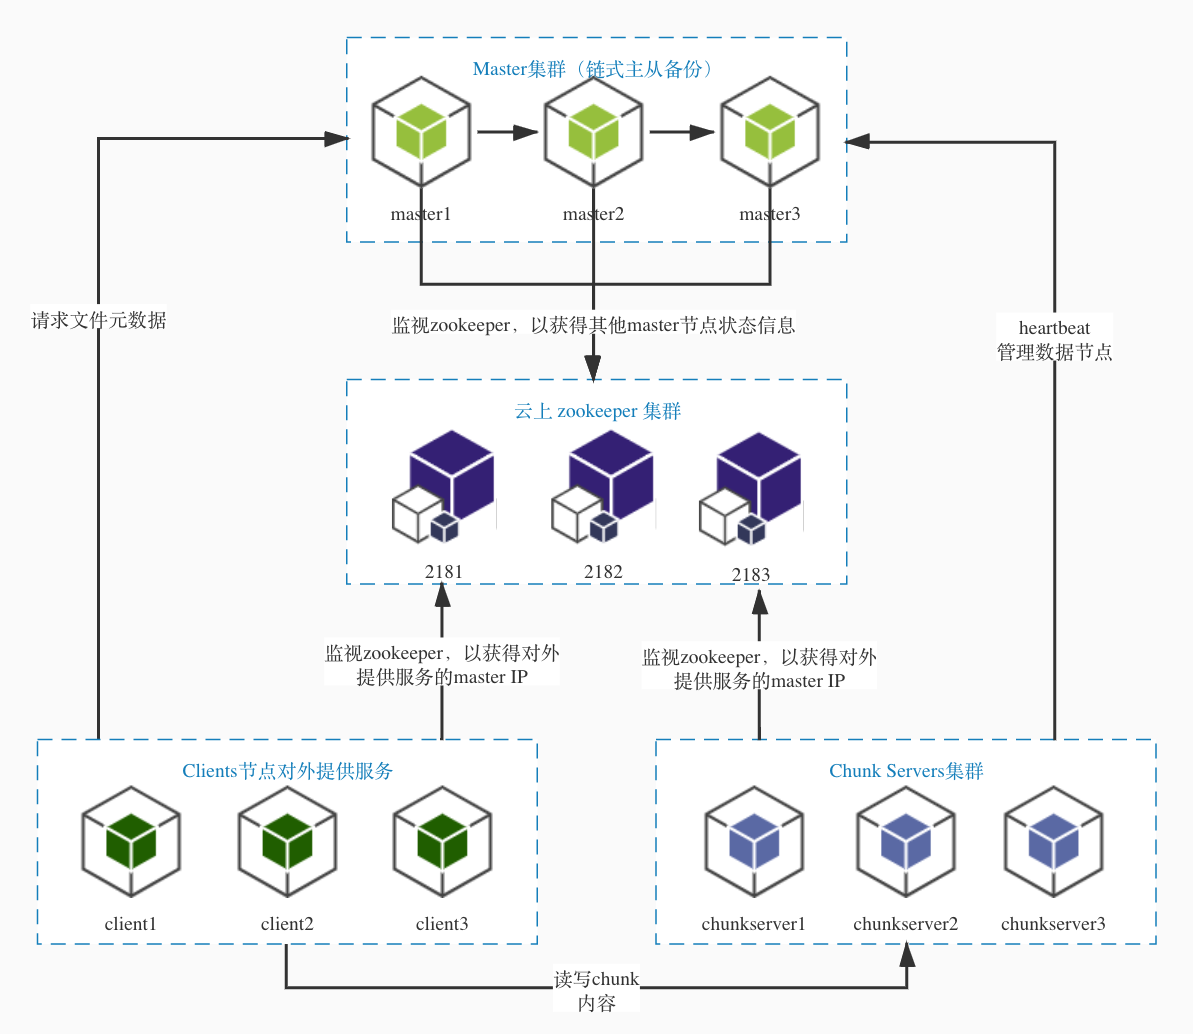 Master集群（链式主从备份）
master1
master2
master3
请求文件元数据
监视zookeeper，以获得其他master节点状态信息
heartbeat
管理数据节点
云上 zookeeper 集群
2181
2182
2183
监视zookeeper，以获得对外
提供服务的master IP
监视zookeeper，以获得对外
提供服务的master IP
Clients节点对外提供服务
client1
client2
client3
Chunk Servers集群
chunkserver1
chunkserver2
chunkserver3
读写chunk
内容